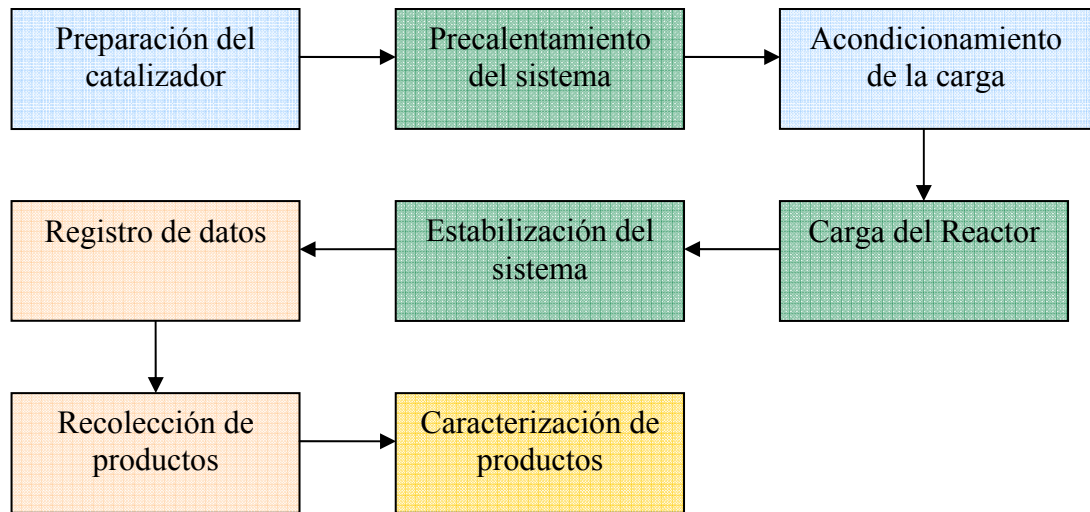 Preparación del
catalizador
Precalentamiento
del sistema
Acondicionamiento
de la carga
Registro de datos
Estabilización del
sistema
Carga del Reactor
Recolección de
productos
Caracterización de
productos